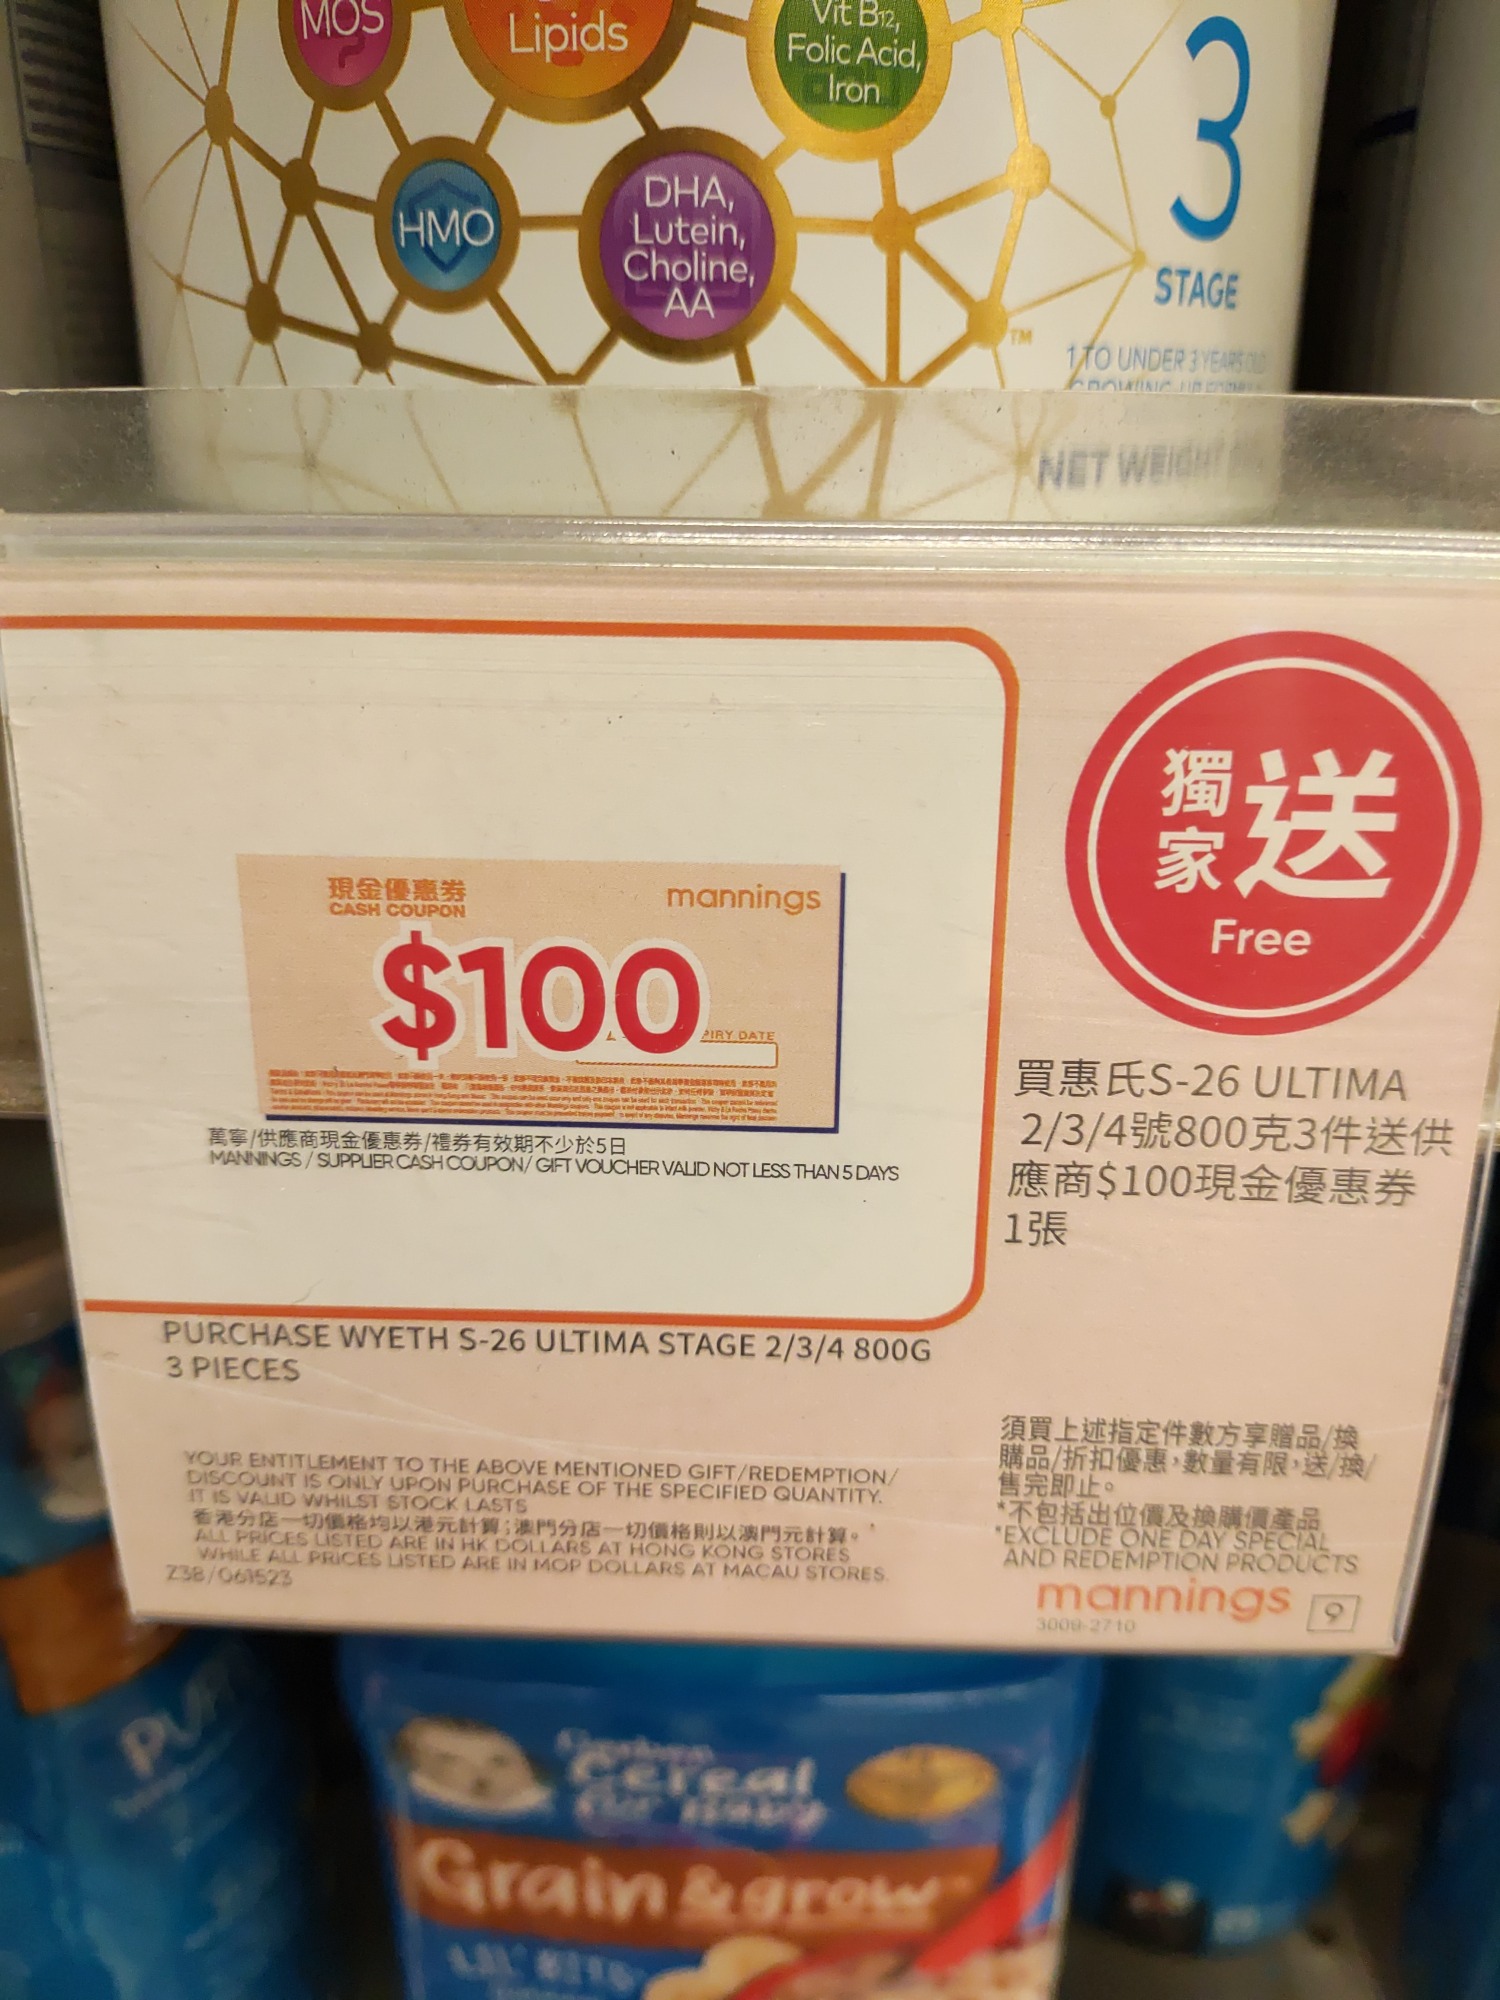 MOS
Lipids
Vit B12,
Folic Acid,
Iron
HMO
DHA,
Lutein,
Choline,
AA
3
STAGE
TM
1 TO UNDER 3 YEARS OLD
NET WEIGHT
獨家送
Free
現金優惠券
CASH COUPON
mannings
$100
PIRY DATE
萬寧/供應商現金優惠券/禮券有效期不少於5日
MANNINGS / SUPPLIER CASH COUPON/ GIFT VOUCHER VALID NOT LESS THAN 5 DAYS
買惠氏S-26 ULTIMA
2/3/4號800克3件送供
應商$100現金優惠券
1張
PURCHASE WYETH S-26 ULTIMA STAGE 2/3/4 800G
3 PIECES
YOUR ENTITLEMENT TO THE ABOVE MENTIONED GIFT/REDEMPTION/
DISCOUNT IS ONLY UPON PURCHASE OF THE SPECIFIED QUANTITY.
IT IS VALID WHILST STOCK LASTS
香港分店一切價格均以港元計算;澳門分店一切價格則以澳門元計算。
ALL PRICES LISTED ARE IN HK DOLLARS AT HONG KONG STORES
WHILE ALL PRICES LISTED ARE IN MOP DOLLARS AT MACAU STORES.
Z38/061523
須買上述指定件數方享贈品/換
購品/折扣優惠,數量有限,送/換/
售完即止。
*不包括出位價及換購價產品
*EXCLUDE ONE DAY SPECIAL
AND REDEMPTION PRODUCTS
mannings
9
3009-2710
Cereal
Grain & grow